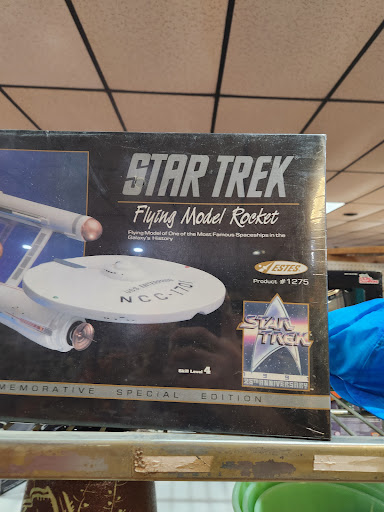 STAR TREK
Flying Model Rocket
Flying Model of One of the Most Famous Spaceships in the
Galaxy's History
ESTES
Product #1275
U.S.S. ENTERPRISE
NCC-1701
STAR
TREK
25TH ANNIVERSARY
Skill Level 4
MEMORATIVE SPECIAL EDITION